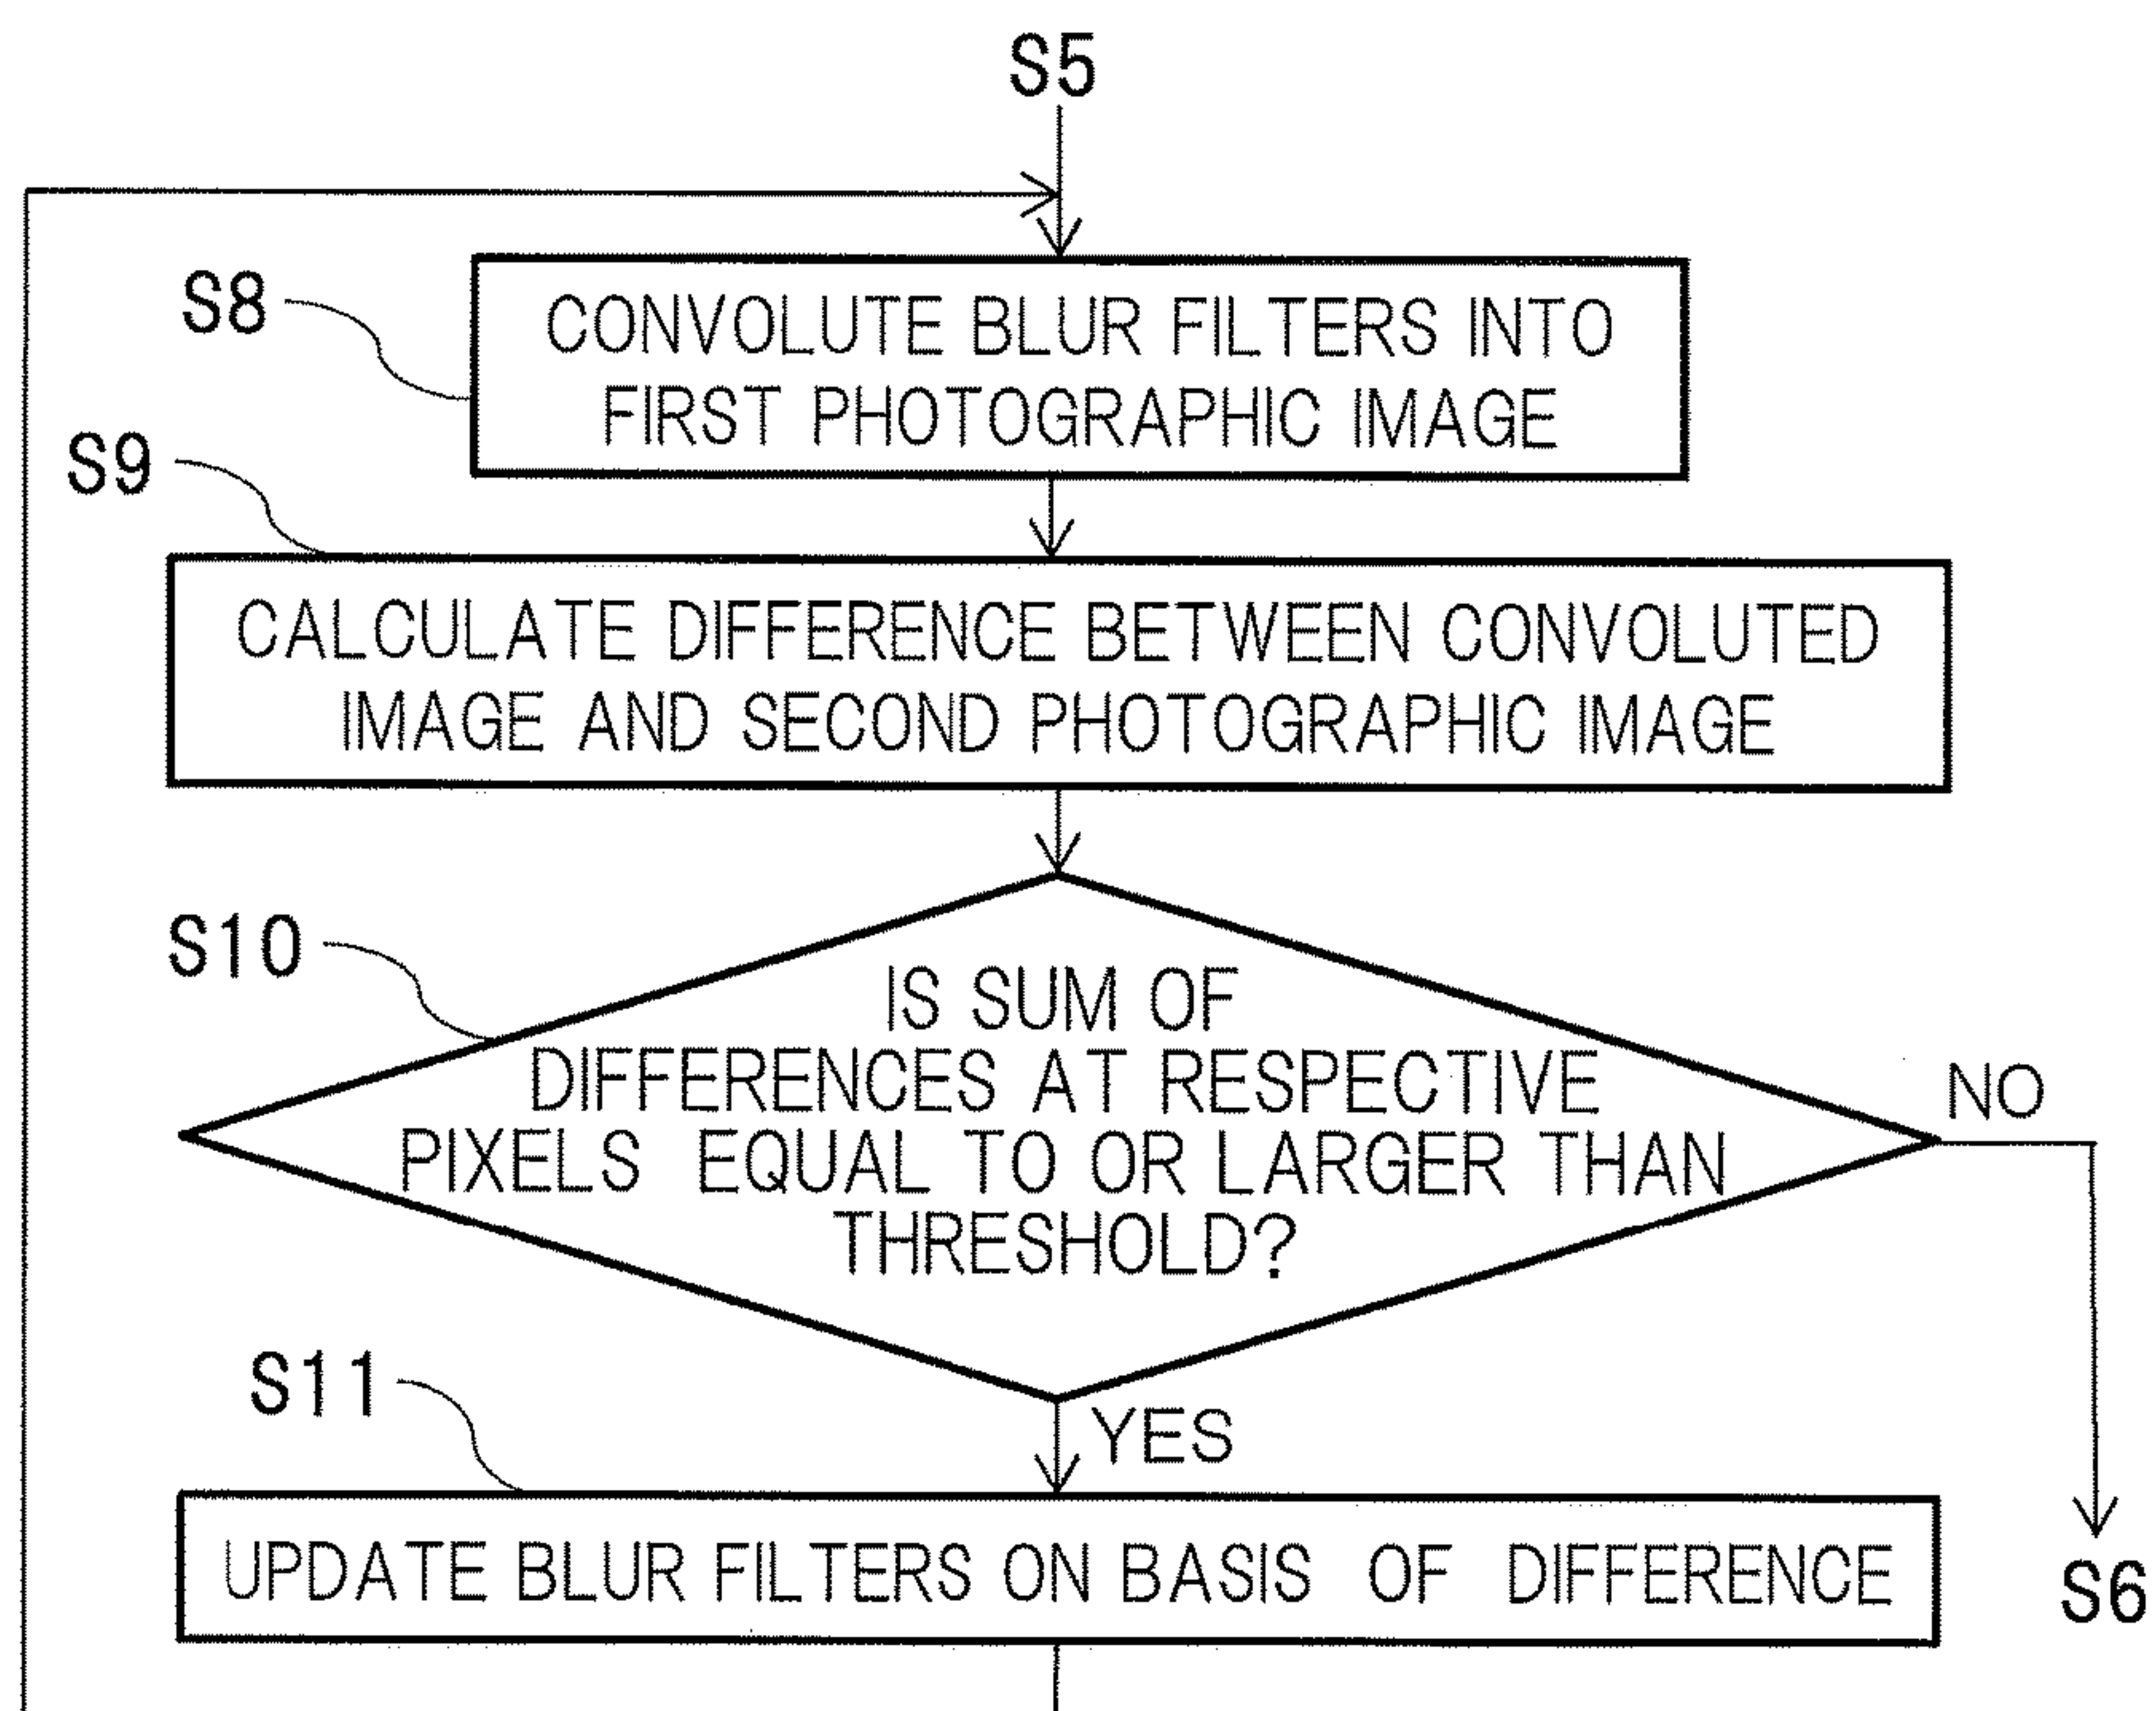 S5
S8
CONVOLUTE BLUR FILTERS INTO
FIRST PHOTOGRAPHIC IMAGE
S9
CALCULATE DIFFERENCE BETWEEN CONVOLUTED
IMAGE AND SECOND PHOTOGRAPHIC IMAGE
S10
IS SUM OF
DIFFERENCES AT RESPECTIVE
PIXELS EQUAL TO OR LARGER THAN
THRESHOLD?
NO
S11
YES
UPDATE BLUR FILTERS ON BASIS OF DIFFERENCE
S6